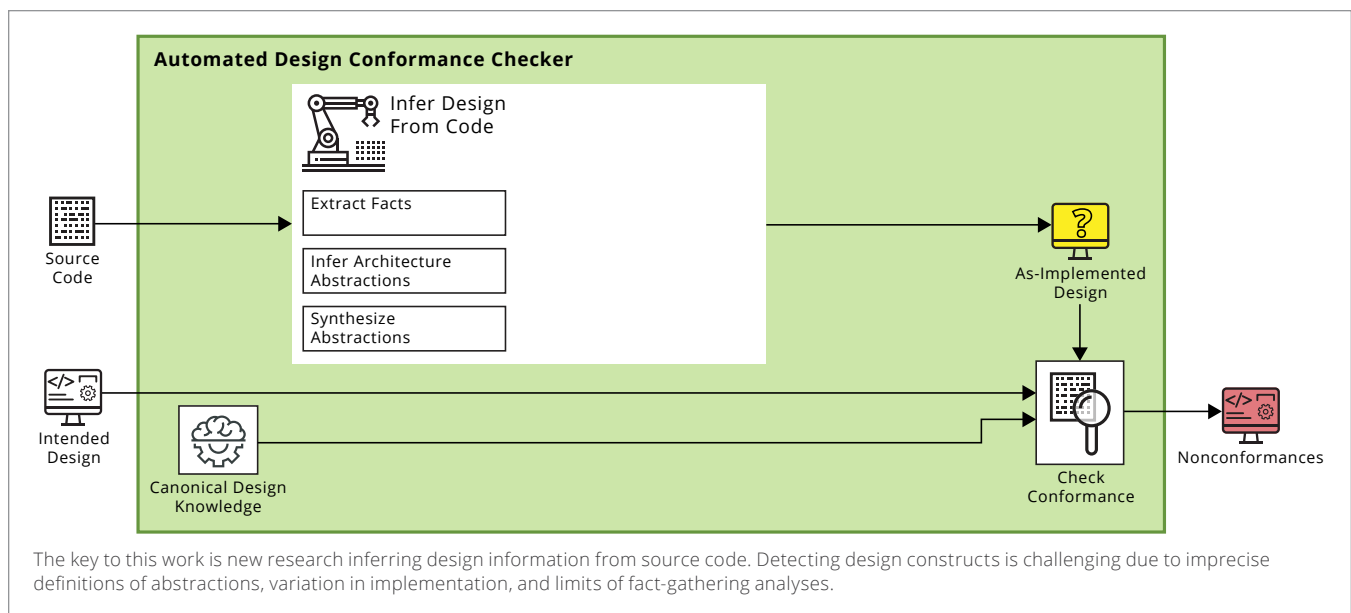 Automated Design Conformance Checker
Infer Design
From Code
Extract Facts
Infer Architecture
Abstractions
Synthesize
Abstractions
Source
Code
?
As-Implemented
Design
</>
Intended
Design
Canonical Design
Knowledge
Check
Conformance
</>
Nonconformances
The key to this work is new research inferring design information from source code. Detecting design constructs is challenging due to imprecise
definitions of abstractions, variation in implementation, and limits of fact-gathering analyses.